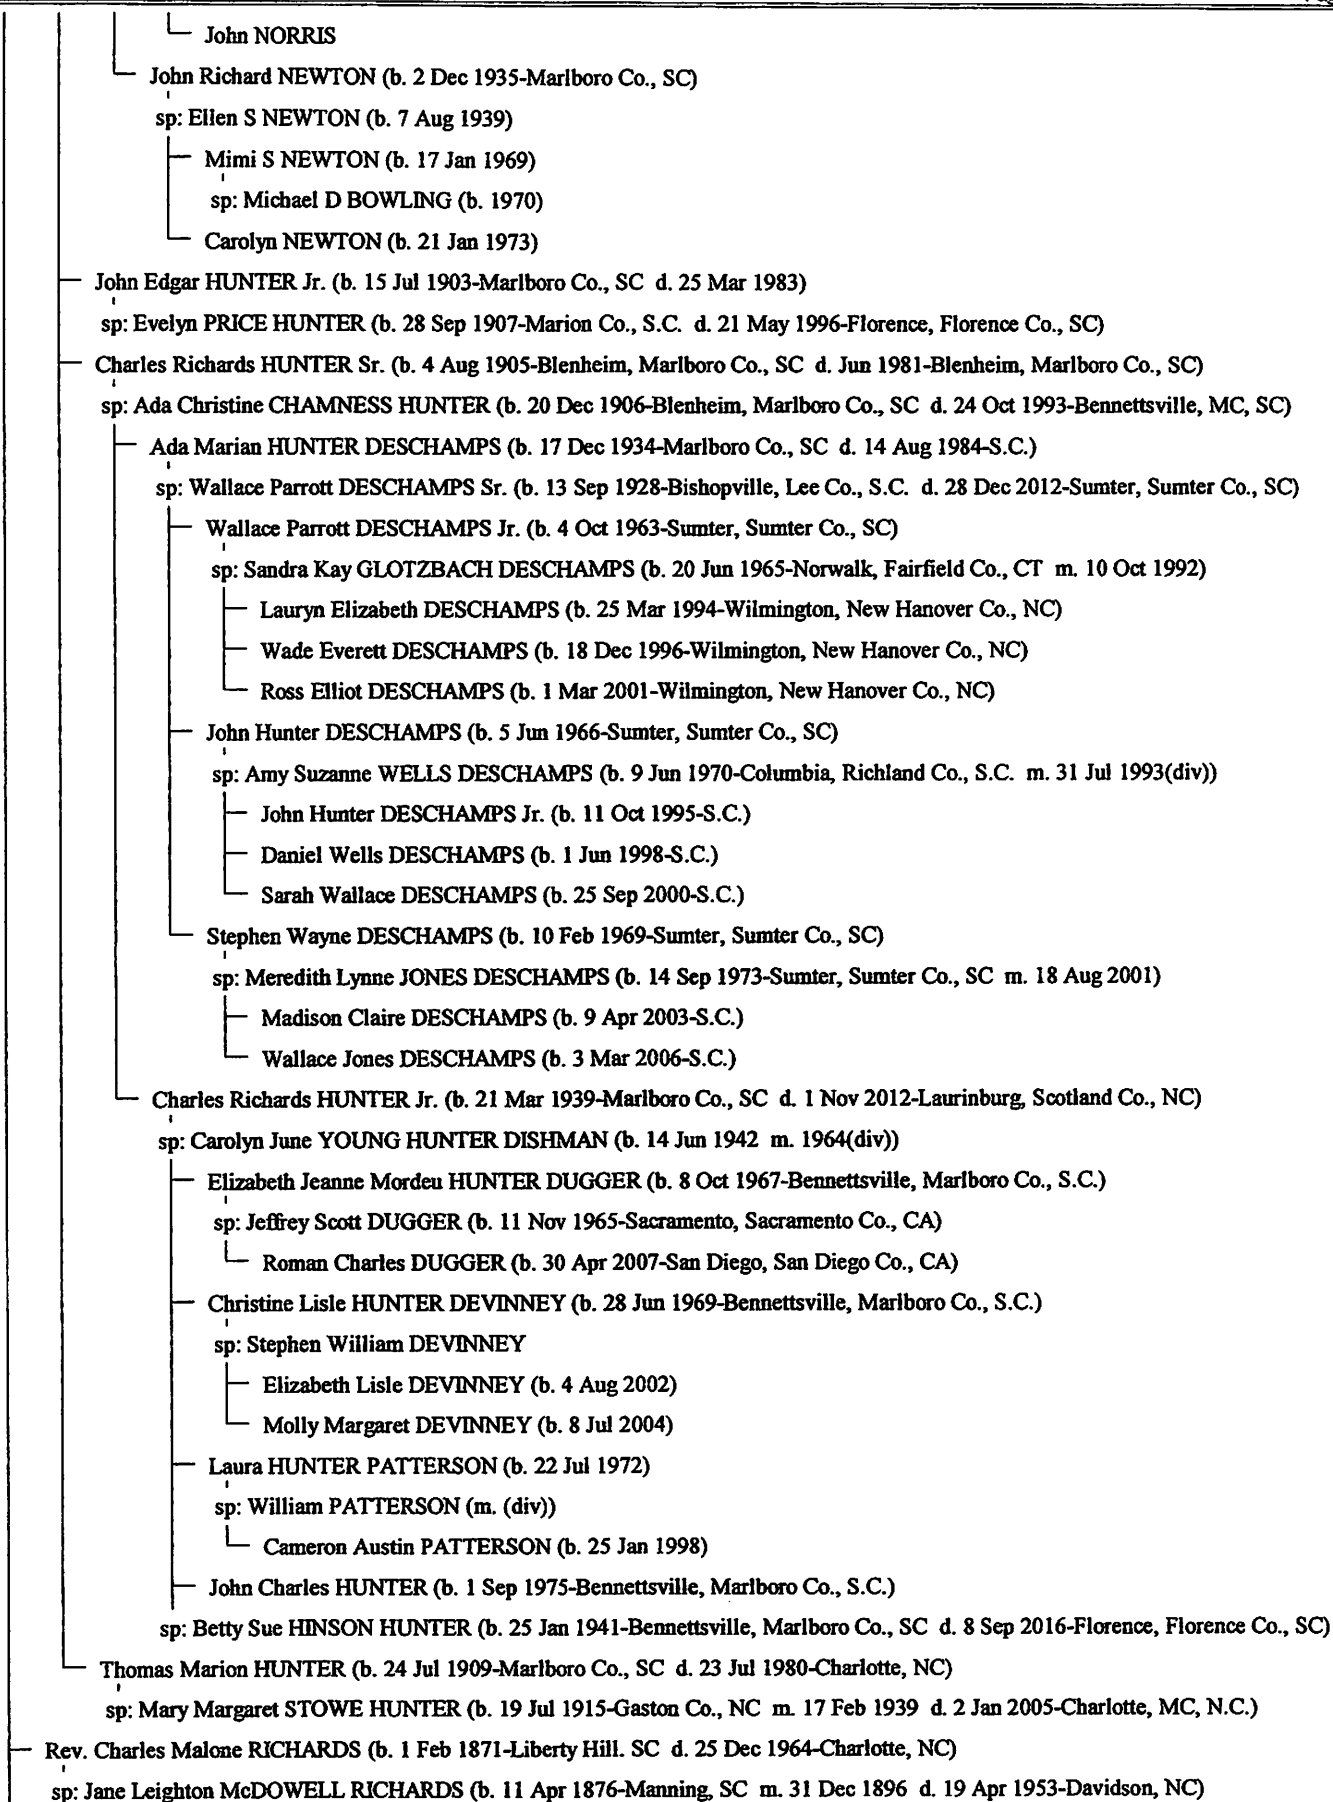 John NORRIS
John Richard NEWTON (b. 2 Dec 1935-Marlboro Co., SC)
sp: Ellen S NEWTON (b. 7 Aug 1939)
Mimi S NEWTON (b. 17 Jan 1969)
sp: Michael D BOWLING (b. 1970)
Carolyn NEWTON (b. 21 Jan 1973)
John Edgar HUNTER Jr. (b. 15 Jul 1903-Marlboro Co., SC d. 25 Mar 1983)
sp: Evelyn PRICE HUNTER (b. 28 Sep 1907-Marion Co., S.C. d. 21 May 1996-Florence, Florence Co., SC)
Charles Richards HUNTER Sr. (b. 4 Aug 1905-Blenheim, Marlboro Co., SC d. Jun 1981-Blenheim, Marlboro Co., SC)
sp: Ada Christine CHAMNESS HUNTER (b. 20 Dec 1906-Blenheim, Marlboro Co., SC d. 24 Oct 1993-Bennettsville, MC, SC)
Ada Marian HUNTER DESCHAMPS (b. 17 Dec 1934-Marlboro Co., SC d. 14 Aug 1984-S.C.)
sp: Wallace Parrott DESCHAMPS Sr. (b. 13 Sep 1928-Bishopville, Lee Co., S.C. d. 28 Dec 2012-Sumter, Sumter Co., SC)
Wallace Parrott DESCHAMPS Jr. (b. 4 Oct 1963-Sumter, Sumter Co., SC)
sp: Sandra Kay GLOTZBACH DESCHAMPS (b. 20 Jun 1965-Norwalk, Fairfield Co., CT m. 10 Oct 1992)
Lauryn Elizabeth DESCHAMPS (b. 25 Mar 1994-Wilmington, New Hanover Co., NC)
Wade Everett DESCHAMPS (b. 18 Dec 1996-Wilmington, New Hanover Co., NC)
Ross Elliot DESCHAMPS (b. 1 Mar 2001-Wilmington, New Hanover Co., NC)
John Hunter DESCHAMPS (b. 5 Jun 1966-Sumter, Sumter Co., SC)
sp: Amy Suzanne WELLS DESCHAMPS (b. 9 Jun 1970-Columbia, Richland Co., S.C. m. 31 Jul 1993(div))
John Hunter DESCHAMPS Jr. (b. 11 Oct 1995-S.C.)
Daniel Wells DESCHAMPS (b. 1 Jun 1998-S.C.)
Sarah Wallace DESCHAMPS (b. 25 Sep 2000-S.C.)
Stephen Wayne DESCHAMPS (b. 10 Feb 1969-Sumter, Sumter Co., SC)
sp: Meredith Lynne JONES DESCHAMPS (b. 14 Sep 1973-Sumter, Sumter Co., SC m. 18 Aug 2001)
Madison Claire DESCHAMPS (b. 9 Apr 2003-S.C.)
Wallace Jones DESCHAMPS (b. 3 Mar 2006-S.C.)
Charles Richards HUNTER Jr. (b. 21 Mar 1939-Marlboro Co., SC d. 1 Nov 2012-Laurinburg, Scotland Co., NC)
sp: Carolyn June YOUNG HUNTER DISHMAN (b. 14 Jun 1942 m. 1964(div))
Elizabeth Jeanne Mordeu HUNTER DUGGER (b. 8 Oct 1967-Bennettsville, Marlboro Co., S.C.)
sp: Jeffrey Scott DUGGER (b. 11 Nov 1965-Sacramento, Sacramento Co., CA)
Roman Charles DUGGER (b. 30 Apr 2007-San Diego, San Diego Co., CA)
Christine Lisle HUNTER DEVINNEY (b. 28 Jun 1969-Bennettsville, Marlboro Co., S.C.)
sp: Stephen William DEVINNEY
Elizabeth Lisle DEVINNEY (b. 4 Aug 2002)
Molly Margaret DEVINNEY (b. 8 Jul 2004)
Laura HUNTER PATTERSON (b. 22 Jul 1972)
sp: William PATTERSON (m. (div))
Cameron Austin PATTERSON (b. 25 Jan 1998)
John Charles HUNTER (b. 1 Sep 1975-Bennettsville, Marlboro Co., S.C.)
sp: Betty Sue HINSON HUNTER (b. 25 Jan 1941-Bennettsville, Marlboro Co., SC d. 8 Sep 2016-Florence, Florence Co., SC)
Thomas Marion HUNTER (b. 24 Jul 1909-Marlboro Co., SC d. 23 Jul 1980-Charlotte, NC)
sp: Mary Margaret STOWE HUNTER (b. 19 Jul 1915-Gaston Co., NC m. 17 Feb 1939 d. 2 Jan 2005-Charlotte, MC, N.C.)
Rev. Charles Malone RICHARDS (b. 1 Feb 1871-Liberty Hill. SC d. 25 Dec 1964-Charlotte, NC)
sp: Jane Leighton McDOWELL RICHARDS (b. 11 Apr 1876-Manning, SC m. 31 Dec 1896 d. 19 Apr 1953-Davidson, NC)